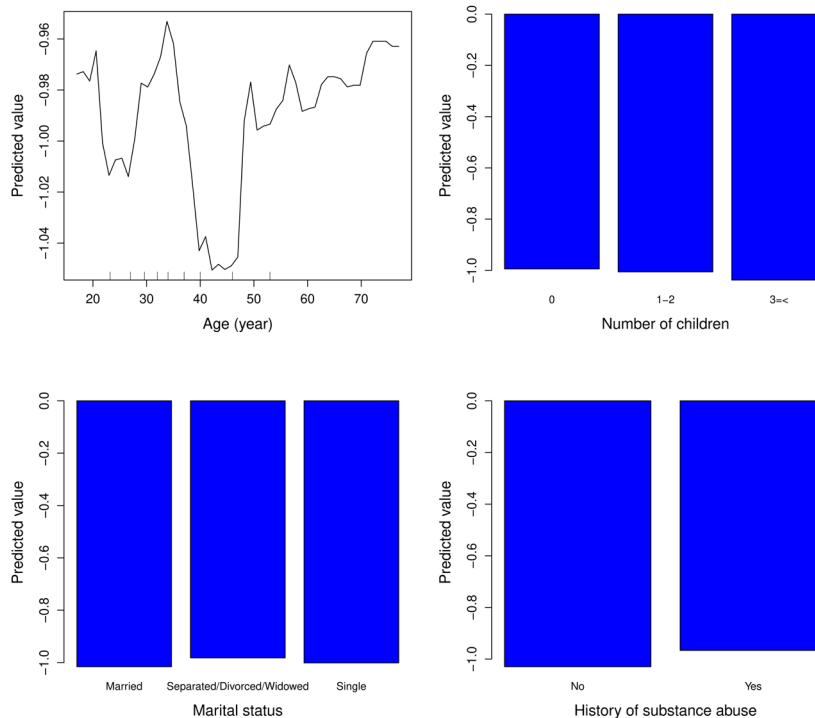 Predicted value
−0.96
−0.98
−1.00
−1.02
−1.04
20 30 40 50 60 70
Age (year)
Predicted value
0.0
−0.2
−0.4
−0.6
−0.8
−1.0
0 1−2 3=<
Number of children
Predicted value
0.0
−0.2
−0.4
−0.6
−0.8
−1.0
Married Separated/Divorced/Widowed Single
Marital status
Predicted value
0.0
−0.2
−0.4
−0.6
−0.8
−1.0
No Yes
History of substance abuse